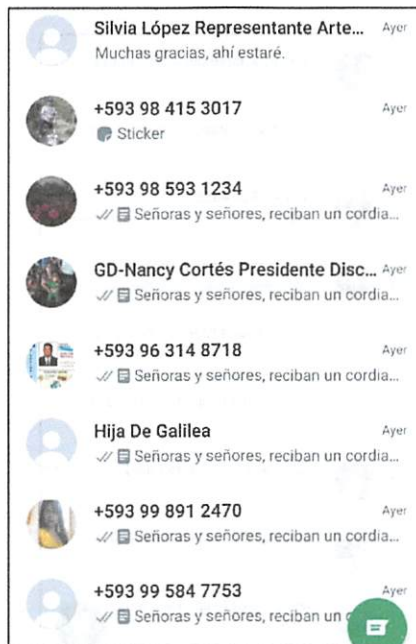 Silvia López Representante Arte... Ayer
Muchas gracias, ahí estaré.
+593 98 415 3017 Ayer
Sticker
+593 98 593 1234 Ayer
Señoras y señores, reciban un cordia...
GD-Nancy Cortés Presidente Disc... Ayer
Señoras y señores, reciban un cordia...
+593 96 314 8718 Ayer
Señoras y señores, reciban un cordia...
Hija De Galilea Ayer
Señoras y señores, reciban un cordia...
+593 99 891 2470 Ayer
Señoras y señores, reciban un cordia...
+593 99 584 7753 Ayer
Señoras y señores, reciban un